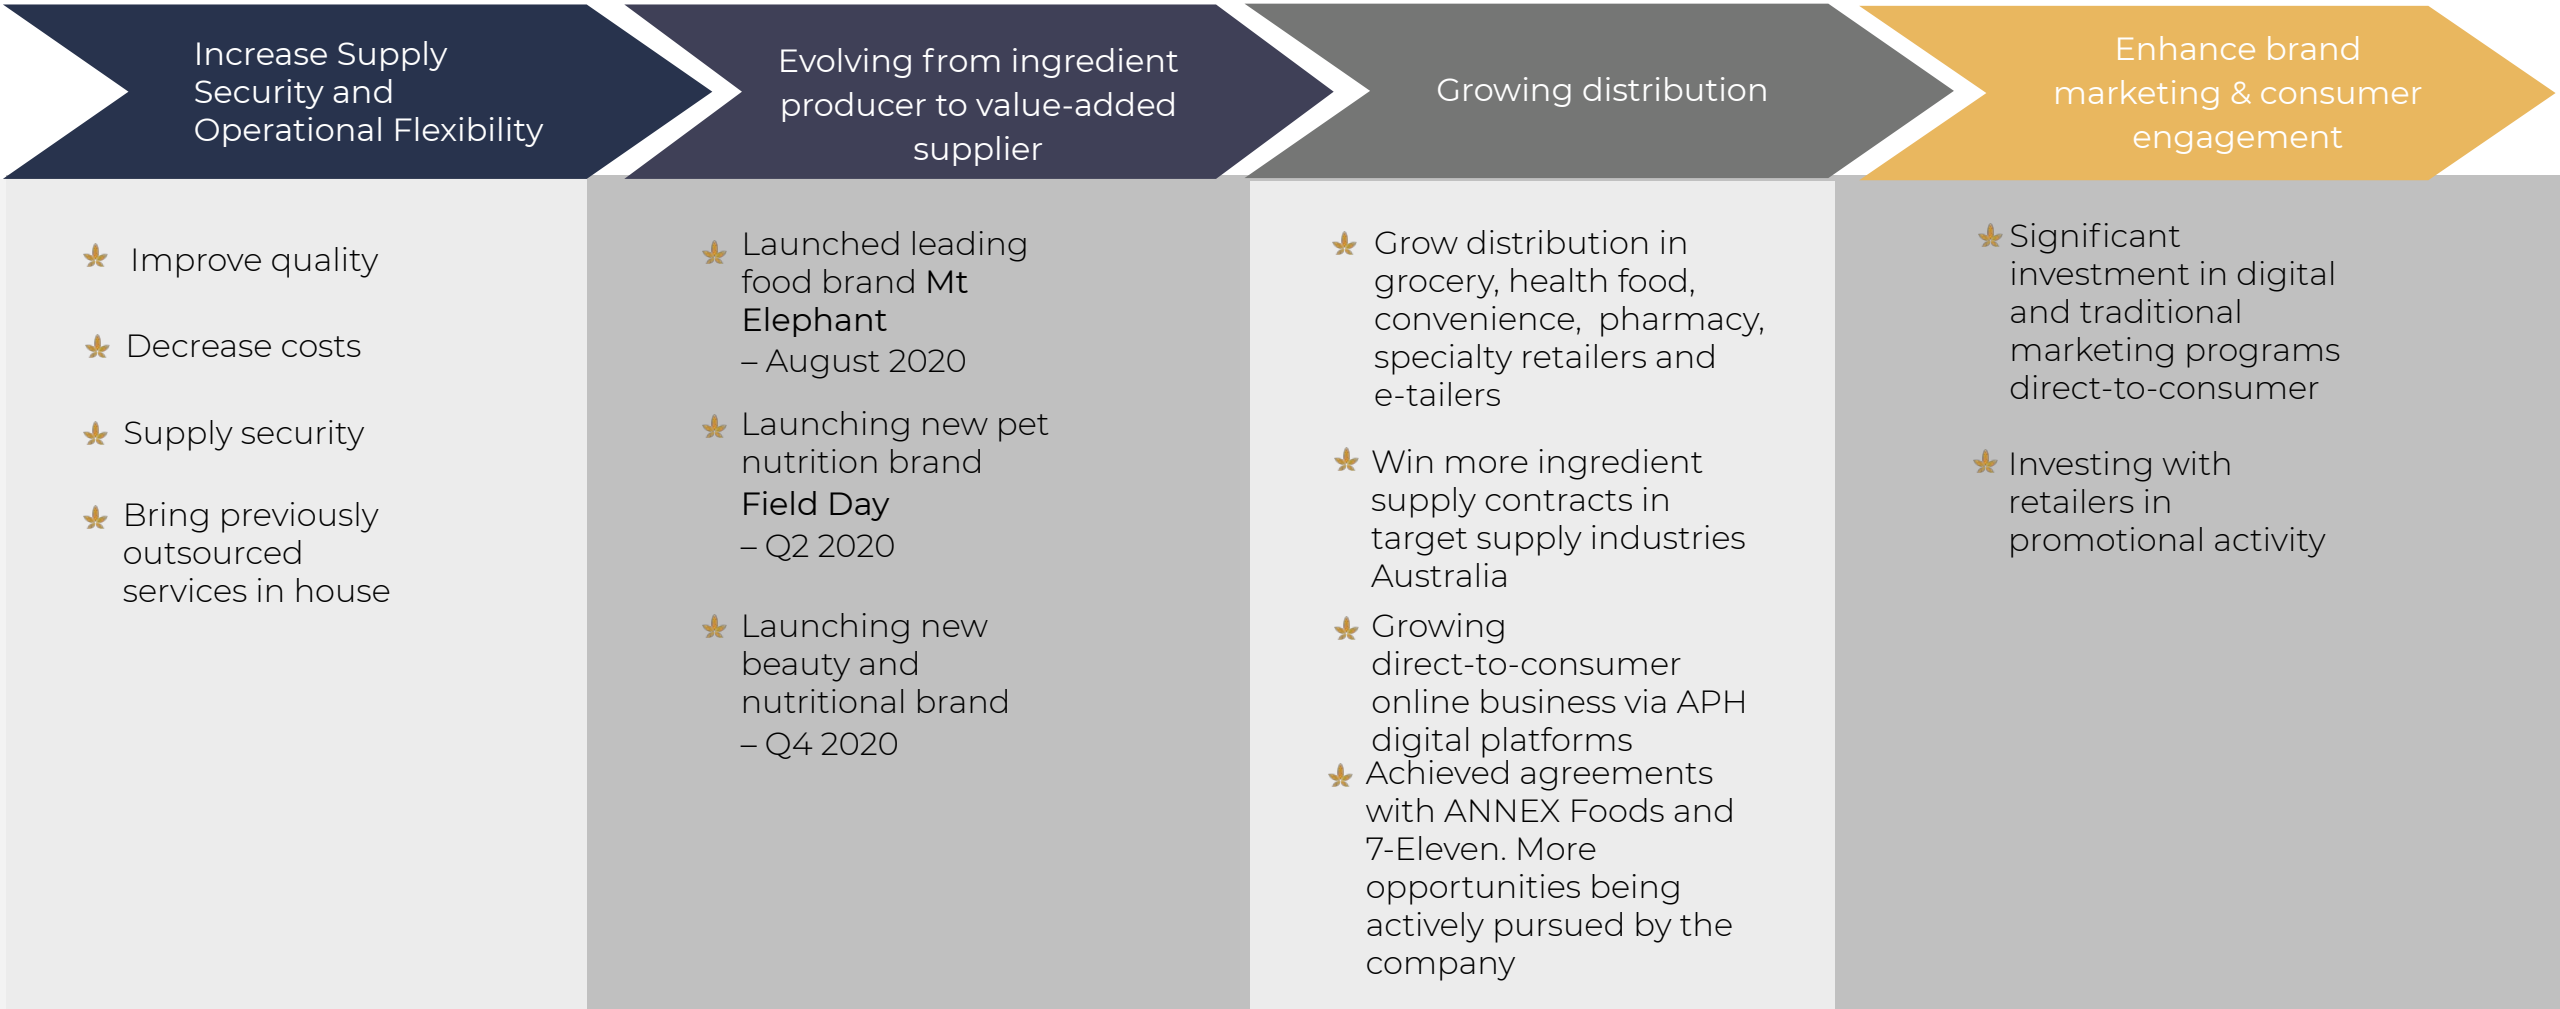 Increase Supply
Security and
Operational Flexibility
Evolving from ingredient
producer to value-added
supplier
Growing distribution
Enhance brand
marketing & consumer
engagement
Improve quality
Decrease costs
Supply security
Bring previously
outsourced
services in house
Launched leading
food brand Mt
Elephant
– August 2020
Launching new pet
nutrition brand
Field Day
– Q2 2020
Launching new
beauty and
nutritional brand
– Q4 2020
Grow distribution in
grocery, health food,
convenience,  pharmacy,
specialty retailers and
e-tailers
Win more ingredient
supply contracts in
target supply industries
Australia
Growing
direct-to-consumer
online business via APH
digital platforms
Achieved agreements
with ANNEX Foods and
7-Eleven. More
opportunities being
actively pursued by the
company
Significant
investment in digital
and traditional
marketing programs
direct-to-consumer
Investing with
retailers in
promotional activity